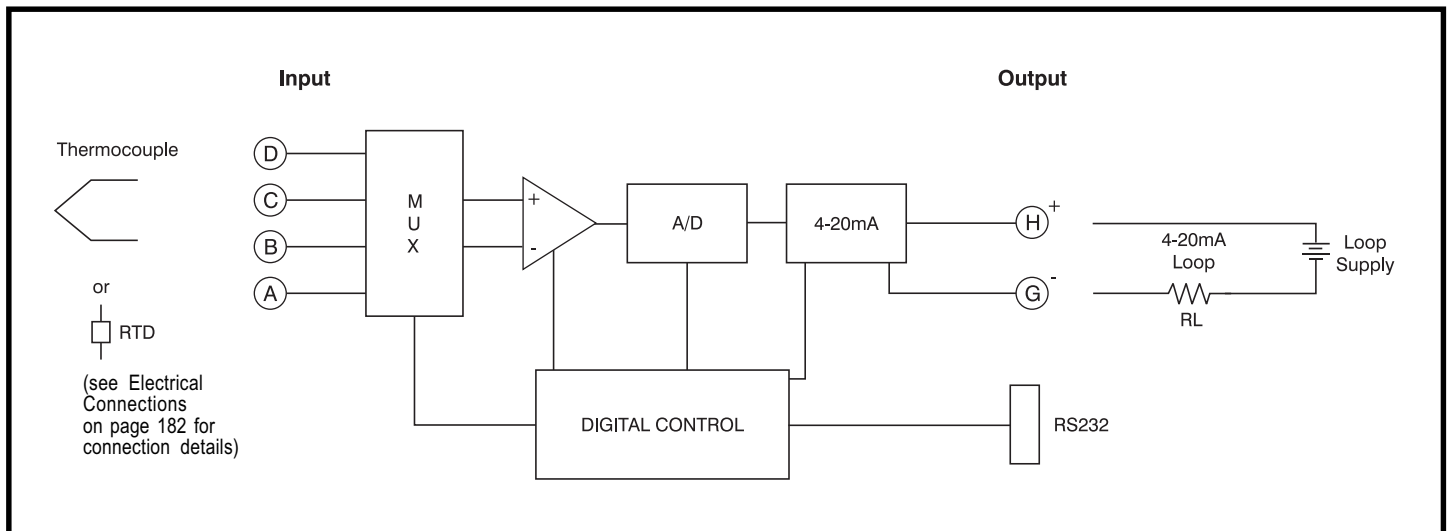 Input
Output
Thermocouple
or
RTD
(see Electrical
Connections
on page 182 for
connection details)
D
C
B
A
M
U
X
+
-
A/D
4-20mA
H +
G -
4-20mA
Loop
RL
Loop
Supply
DIGITAL CONTROL
RS232